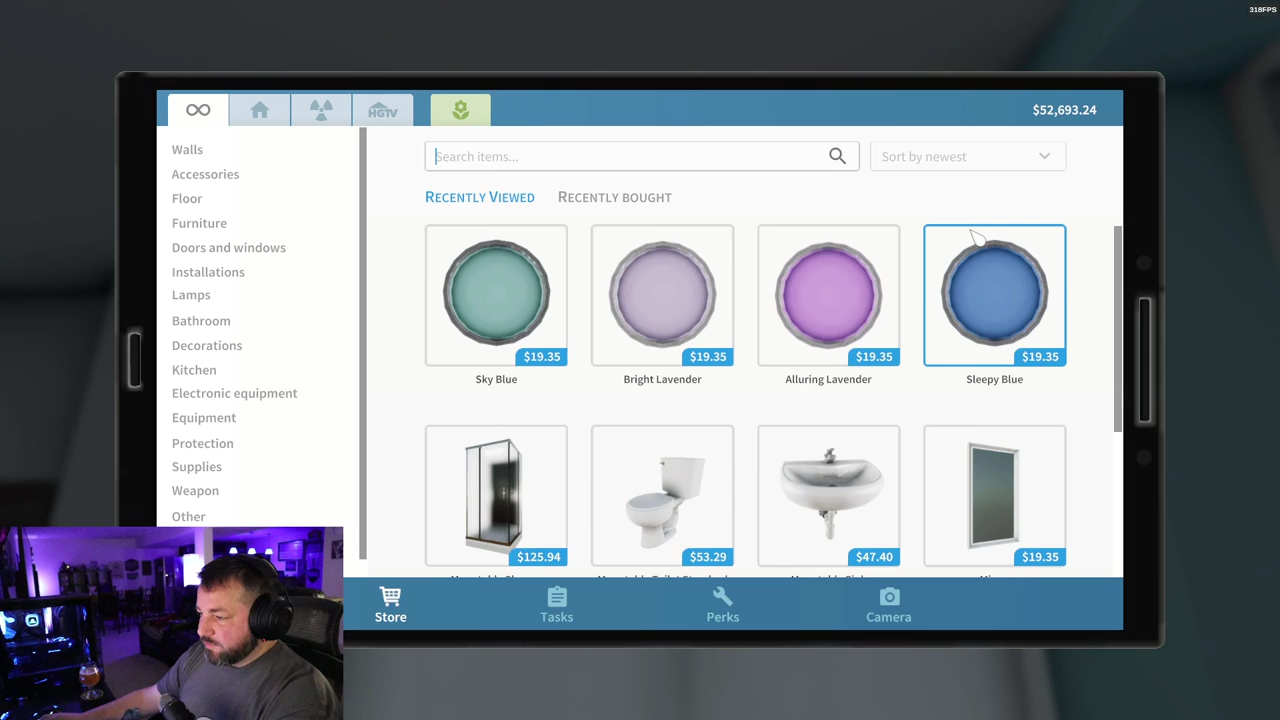 318FPS
HGTV
$52,693.24
Walls
Accessories
Floor
Furniture
Doors and windows
Installations
Lamps
Bathroom
Decorations
Kitchen
Electronic equipment
Equipment
Protection
Supplies
Weapon
Other
Search items...
Sort by newest
RECENTLY VIEWED
RECENTLY BOUGHT
$19.35
$19.35
$19.35
$19.35
Sky Blue
Bright Lavender
Alluring Lavender
Sleepy Blue
$125.94
$53.29
$47.40
$19.35
Store
Tasks
Perks
Camera